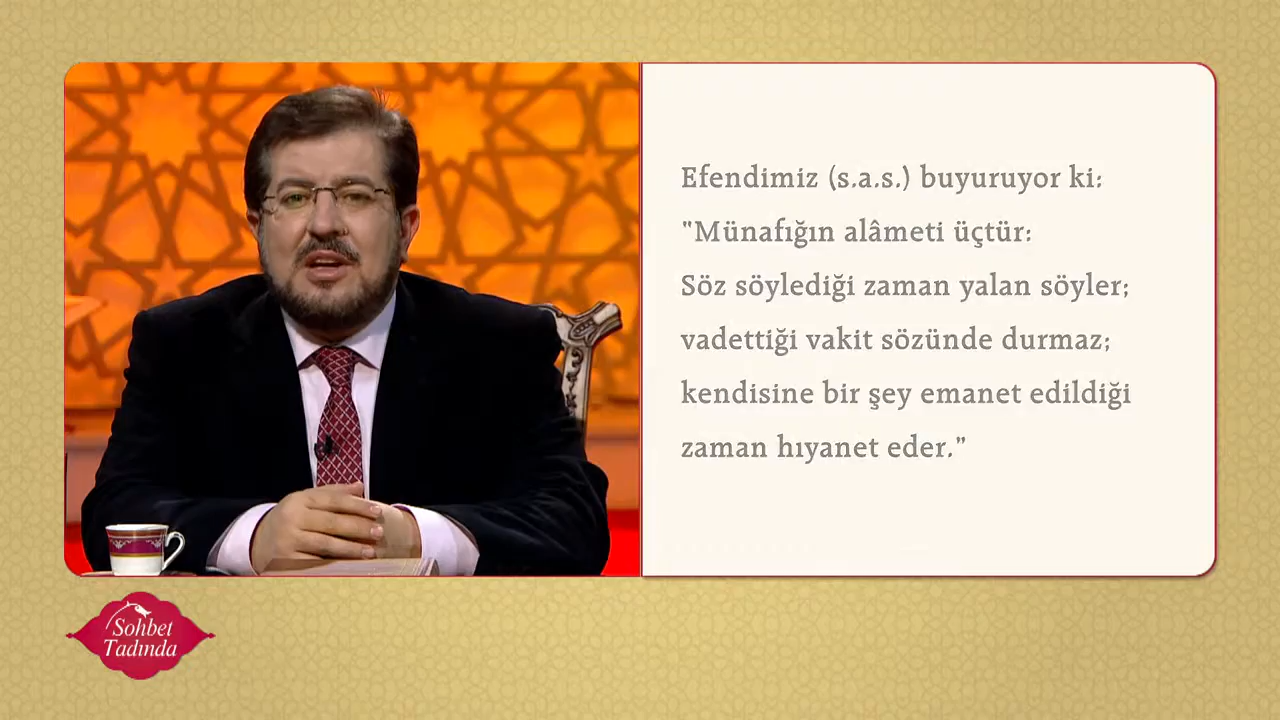 Efendimiz (s.a.s.) buyuruyor ki:
"Münafığın alâmeti üçtür:
Söz söylediği zaman yalan söyler;
vadettiği vakit sözünde durmaz;
kendisine bir şey emanet edildiği
zaman hıyanet eder."
Sohbet
Tadında